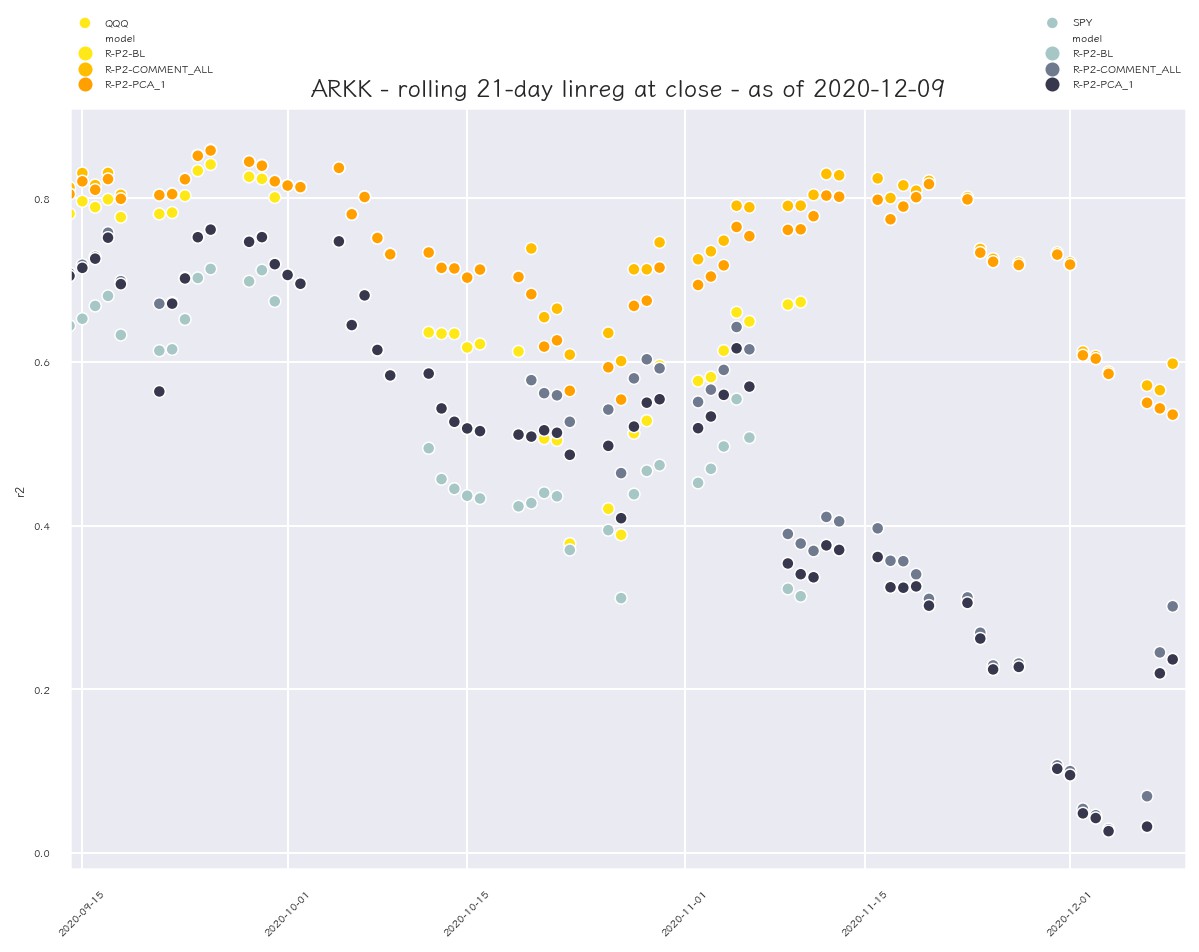 QQQ
model
R-P2-BL
R-P2-COMMENT_ALL
R-P2-PCA_1
SPY
model
R-P2-BL
R-P2-COMMENT_ALL
R-P2-PCA_1
ARKK - rolling 21-day linreg at close - as of 2020-12-09
r2
0.8
0.6
0.4
0.2
0.0
2020-09-15
2020-10-01
2020-10-15
2020-11-01
2020-11-15
2020-12-01